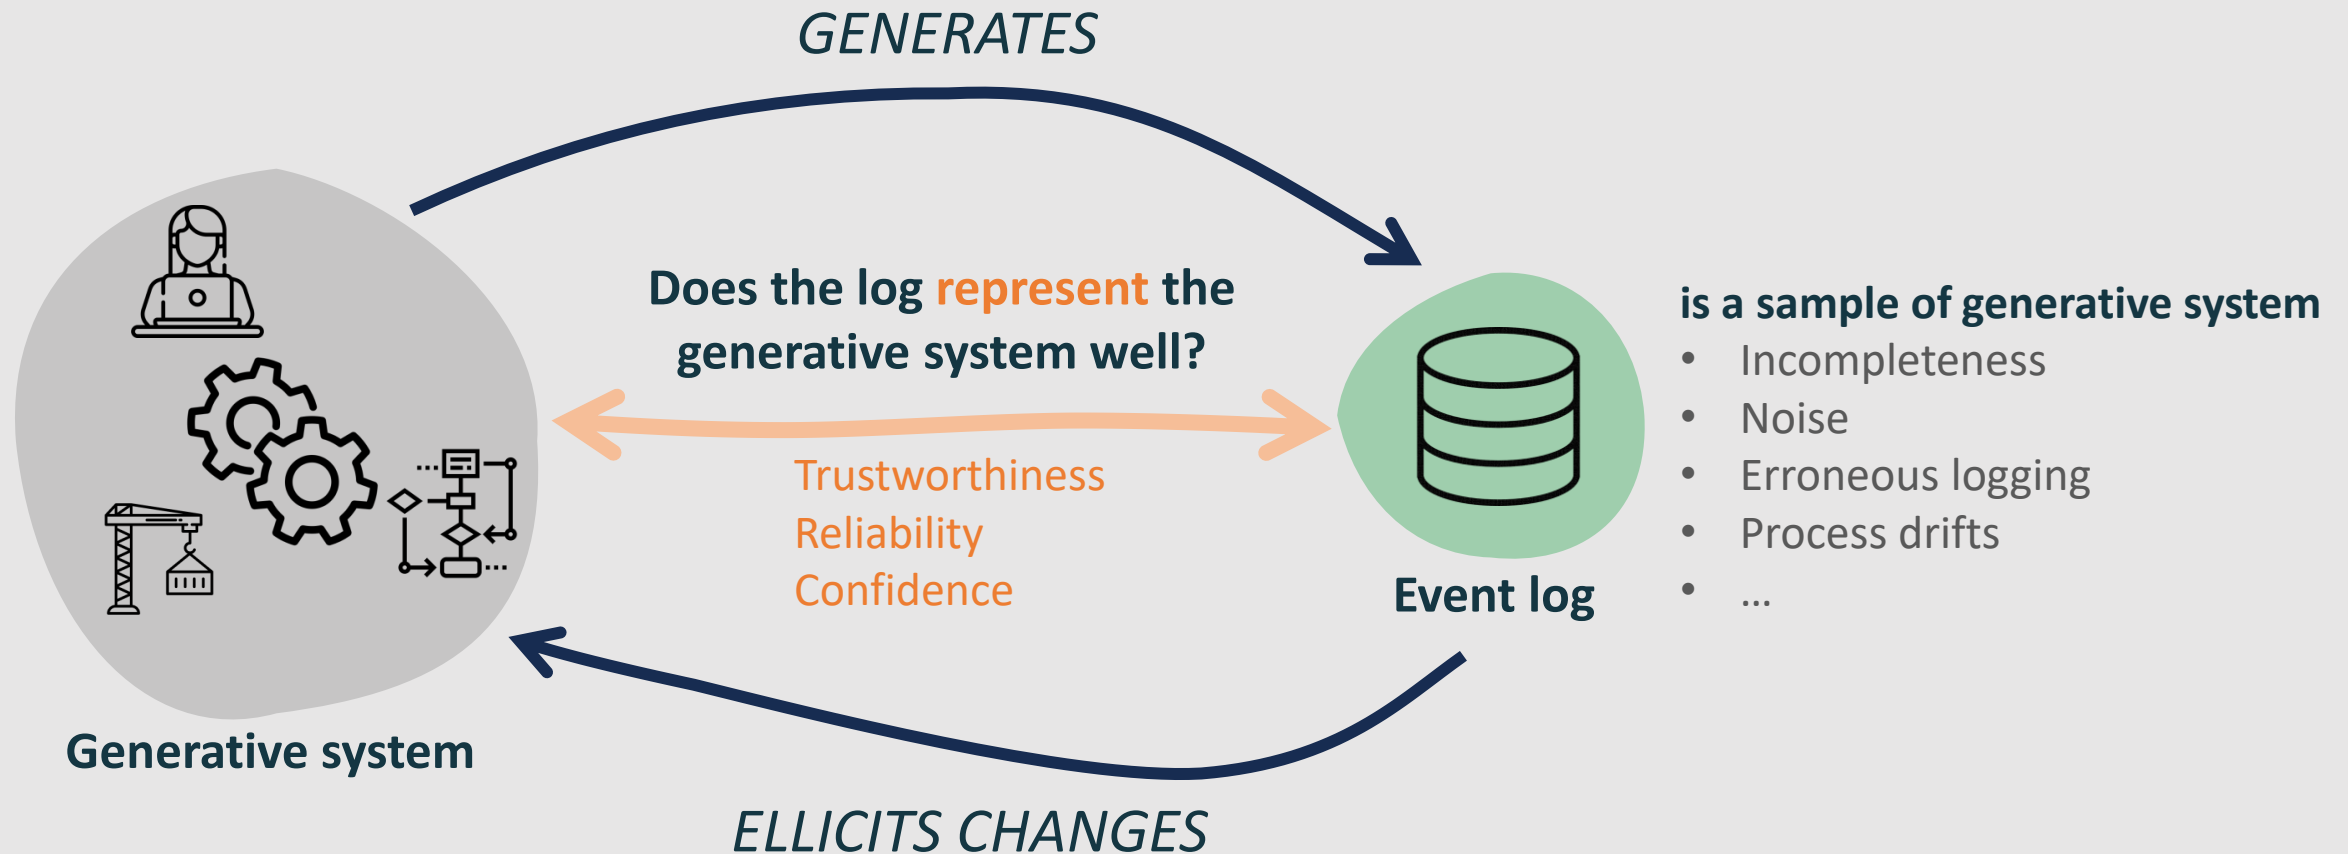 GENERATES
Does the log represent the
generative system well?
Trustworthiness
Reliability
Confidence
Generative system
Event log
is a sample of generative system
• Incompleteness
• Noise
• Erroneous logging
• Process drifts
• ...
ELLICITS CHANGES